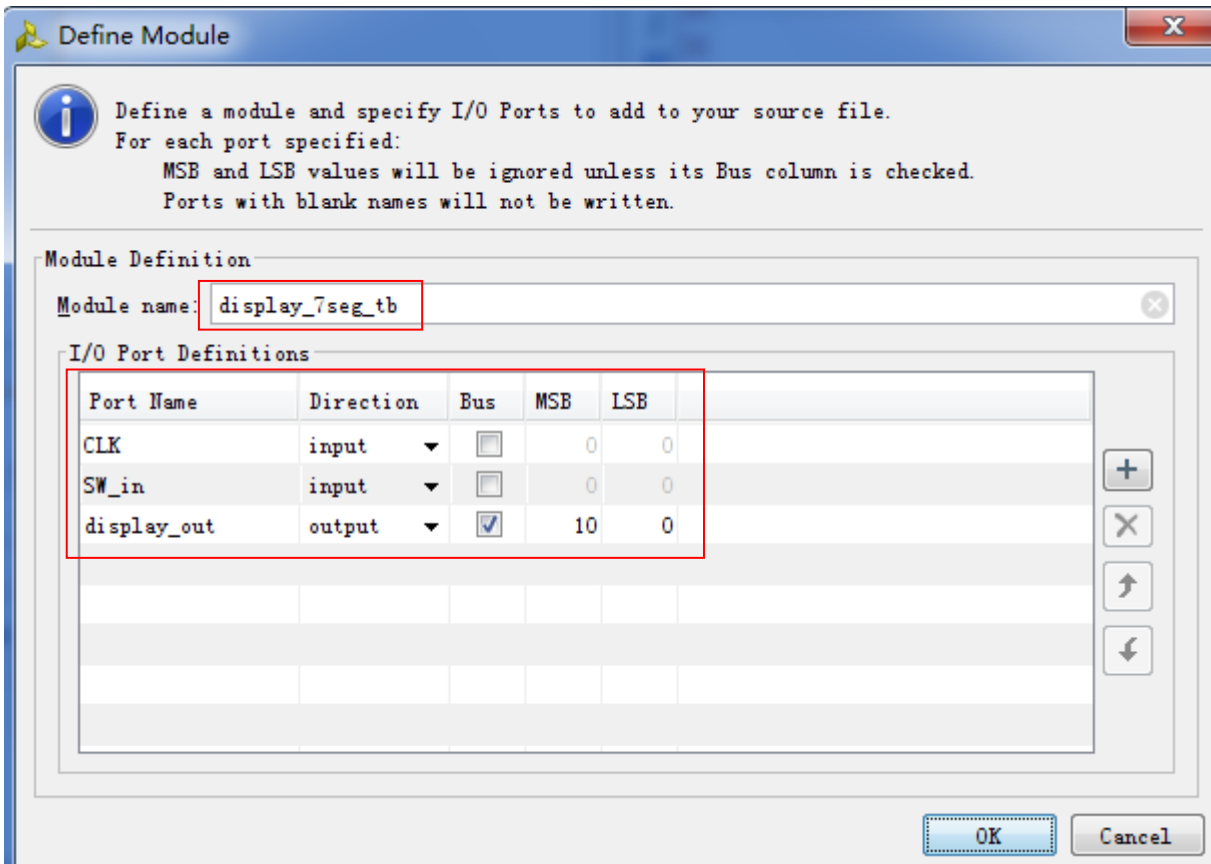 Define Module
Define a module and specify I/O Ports to add to your source file.
For each port specified:
MSB and LSB values will be ignored unless its Bus column is checked.
Ports with blank names will not be written.
Module Definition
Module name: display_7seg_tb
I/O Port Definitions
Port Name Direction Bus MSB LSB
CLK input 0 0
SW_in input 0 0
display_out output 10 0
OK Cancel